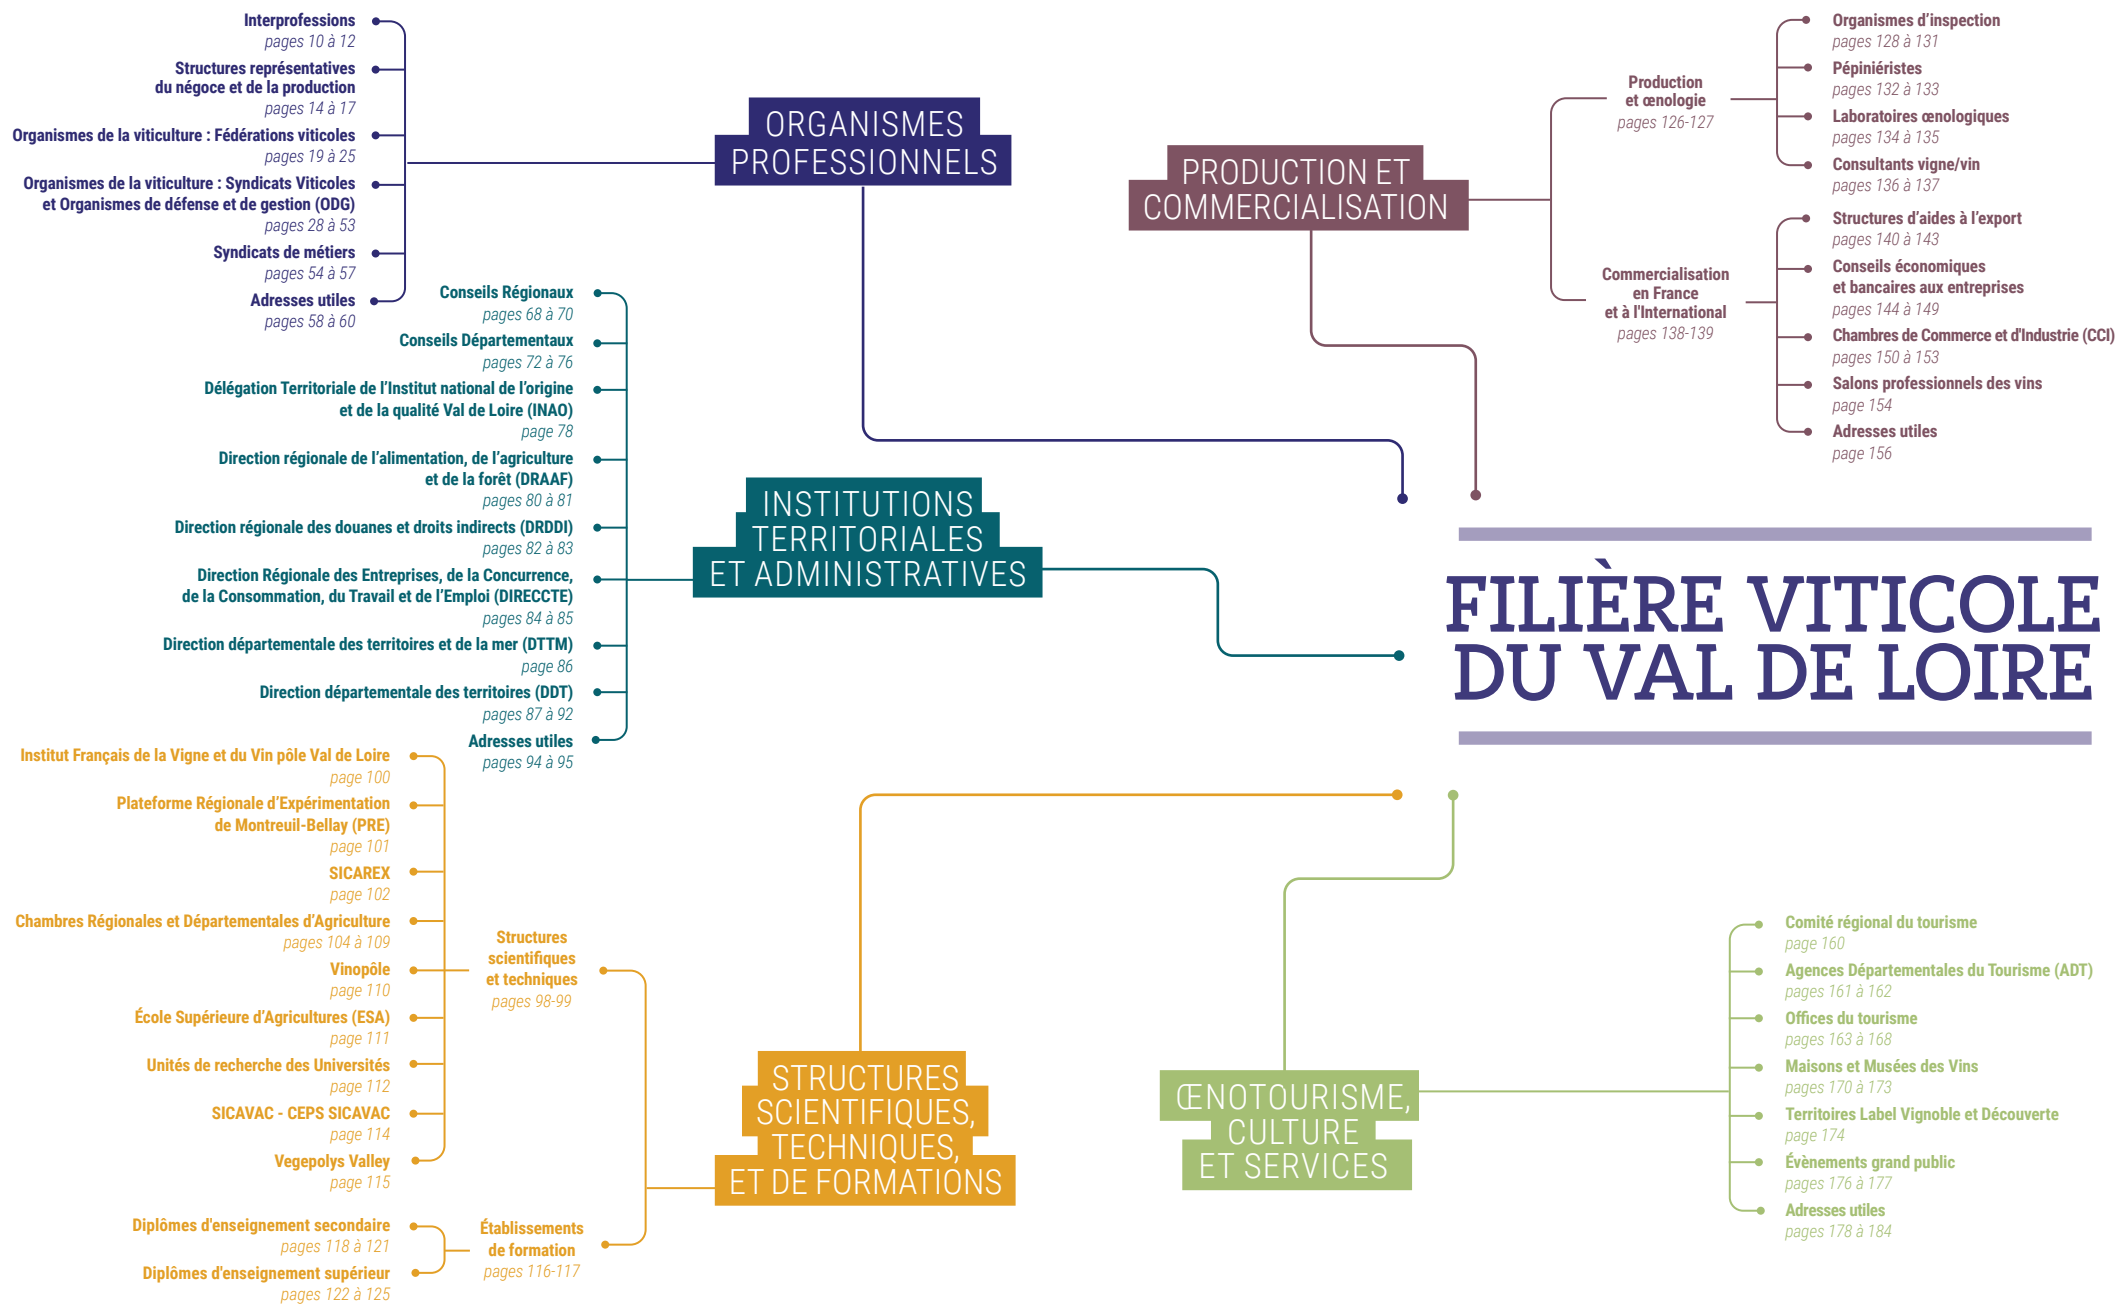 Interprofessions
pages 10 à 12
Structures représentatives
du négoce et de la production
pages 14 à 17
Organismes de la viticulture : Fédérations viticoles
pages 19 à 25
Organismes de la viticulture : Syndicats Viticoles
et Organismes de défense et de gestion (ODG)
pages 28 à 53
Syndicats de métiers
pages 54 à 57
Adresses utiles
pages 58 à 60
ORGANISMES
PROFESSIONNELS
PRODUCTION ET
COMMERCIALISATION
Production
et œnologie
pages 126-127
Organismes d’inspection
pages 128 à 131
Pépiniéristes
pages 132 à 133
Laboratoires œnologiques
pages 134 à 135
Consultants vigne/vin
pages 136 à 137
Commercialisation
en France
et à l'International
pages 138-139
Structures d’aides à l’export
pages 140 à 143
Conseils économiques
et bancaires aux entreprises
pages 144 à 149
Chambres de Commerce et d'Industrie (CCI)
pages 150 à 153
Salons professionnels des vins
page 154
Adresses utiles
page 156
Conseils Régionaux
pages 68 à 70
Conseils Départementaux
pages 72 à 76
Délégation Territoriale de l’Institut national de l’origine
et de la qualité Val de Loire (INAO)
page 78
Direction régionale de l’alimentation, de l’agriculture
et de la forêt (DRAAF)
pages 80 à 81
Direction régionale des douanes et droits indirects (DRDDI)
pages 82 à 83
Direction Régionale des Entreprises, de la Concurrence,
de la Consommation, du Travail et de l’Emploi (DIRECCTE)
pages 84 à 85
Direction départementale des territoires et de la mer (DTTM)
page 86
Direction départementale des territoires (DDT)
pages 87 à 92
Adresses utiles
pages 94 à 95
INSTITUTIONS
TERRITORIALES
ET ADMINISTRATIVES
FILIÈRE VITICOLE
DU VAL DE LOIRE
Institut Français de la Vigne et du Vin pôle Val de Loire
page 100
Plateforme Régionale d’Expérimentation
de Montreuil-Bellay (PRE)
page 101
SICAREX
page 102
Chambres Régionales et Départementales d’Agriculture
pages 104 à 109
Vinopôle
page 110
École Supérieure d’Agricultures (ESA)
page 111
Unités de recherche des Universités
page 112
SICAVAC - CEPS SICAVAC
page 114
Vegepolys Valley
page 115
Structures
scientifiques
et techniques
pages 98-99
Diplômes d'enseignement secondaire
pages 118 à 121
Diplômes d'enseignement supérieur
pages 122 à 125
Établissements
de formation
pages 116-117
STRUCTURES
SCIENTIFIQUES,
TECHNIQUES,
ET DE FORMATIONS
ŒNOTOURISME,
CULTURE
ET SERVICES
Comité régional du tourisme
page 160
Agences Départementales du Tourisme (ADT)
pages 161 à 162
Offices du tourisme
pages 163 à 168
Maisons et Musées des Vins
pages 170 à 173
Territoires Label Vignoble et Découverte
page 174
Évènements grand public
pages 176 à 177
Adresses utiles
pages 178 à 184